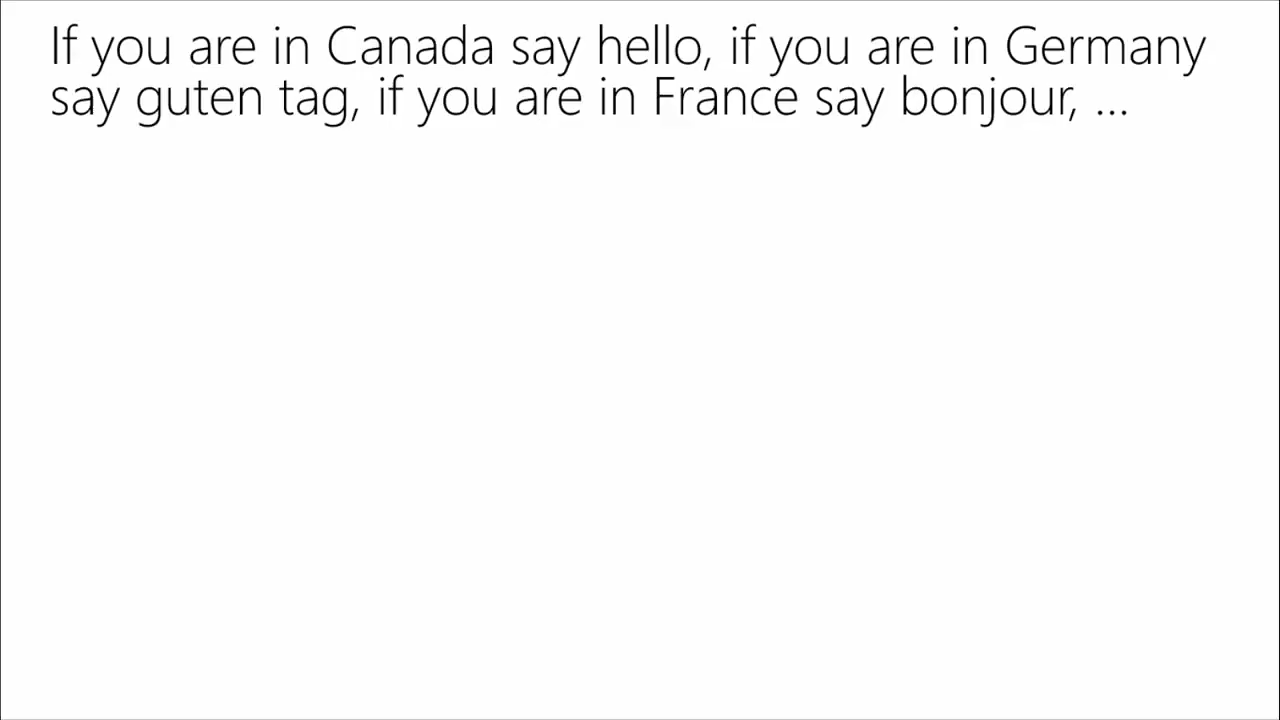 If you are in Canada say hello, if you are in Germany
say guten tag, if you are in France say bonjour, ...